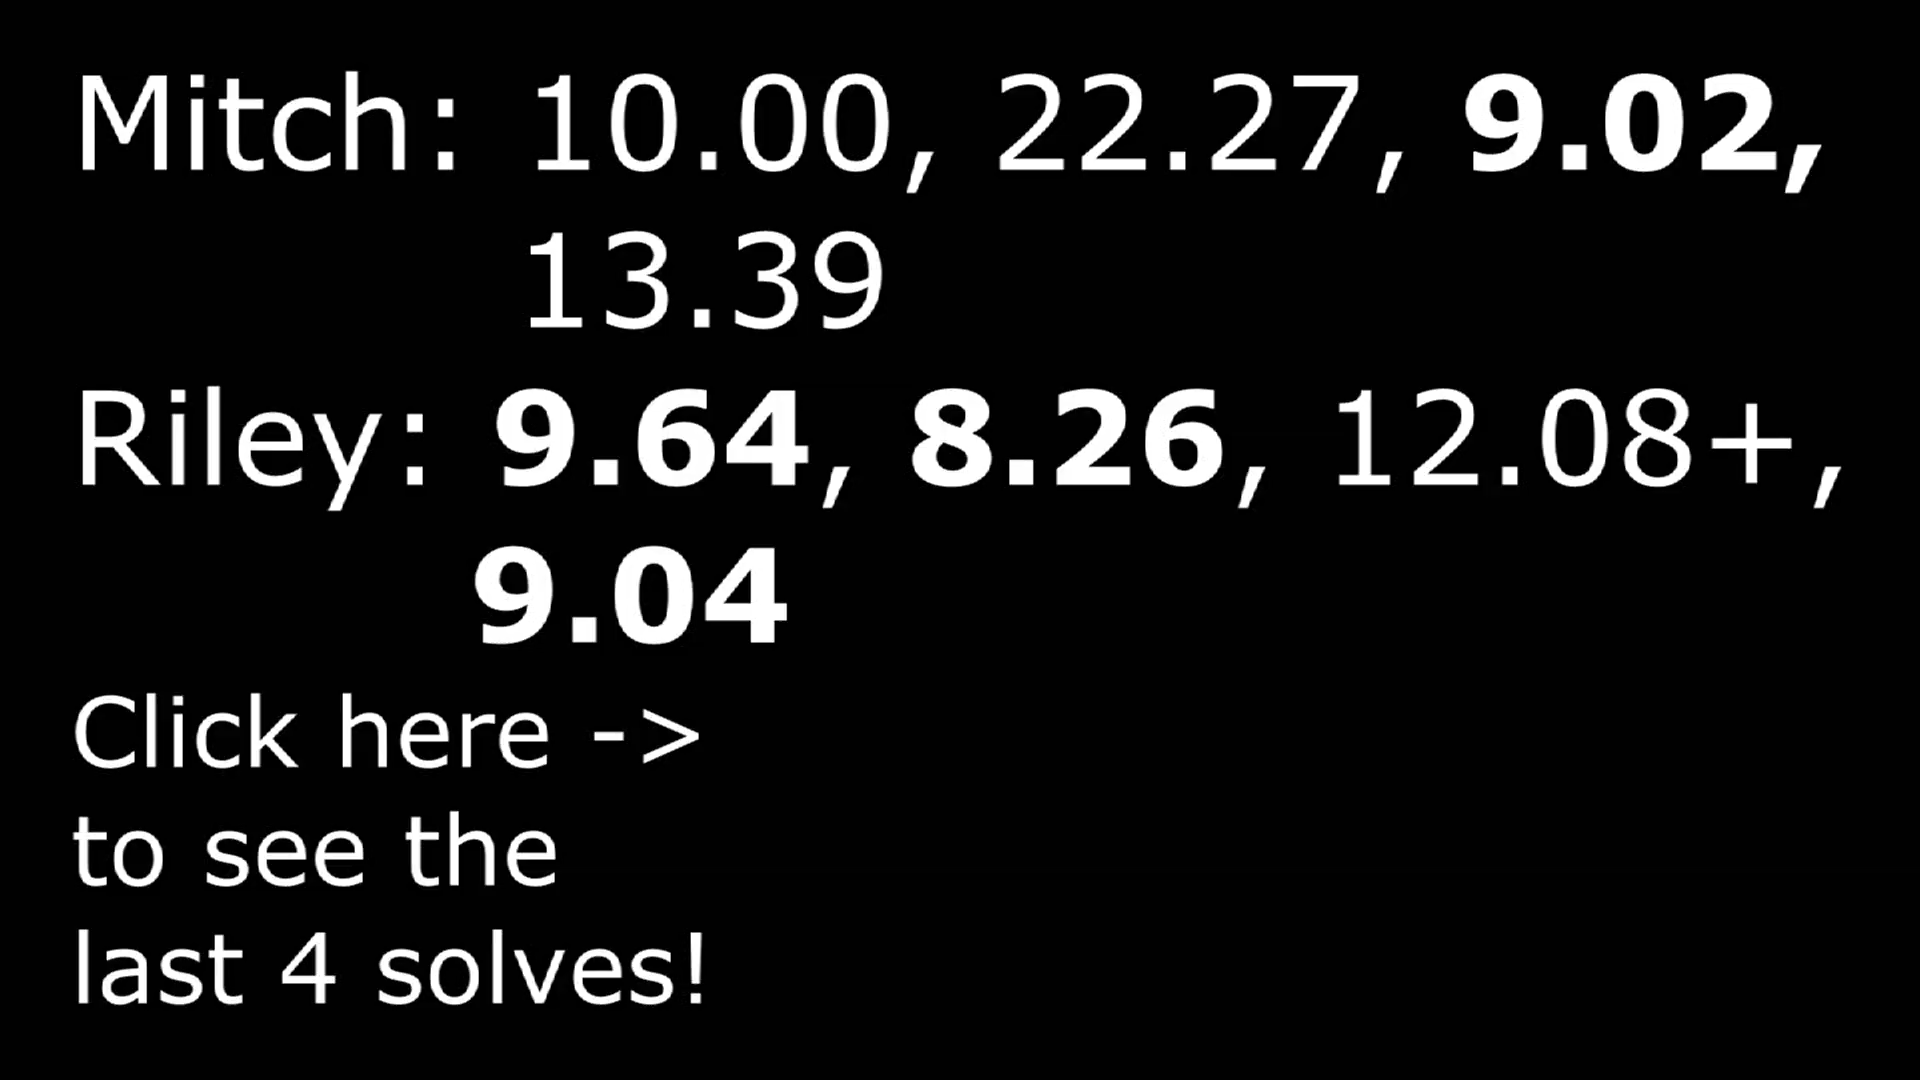 Mitch: 10.00, 22.27, 9.02,
13.39
Riley: 9.64, 8.26, 12.08+,
9.04
Click here ->
to see the
last 4 solves!